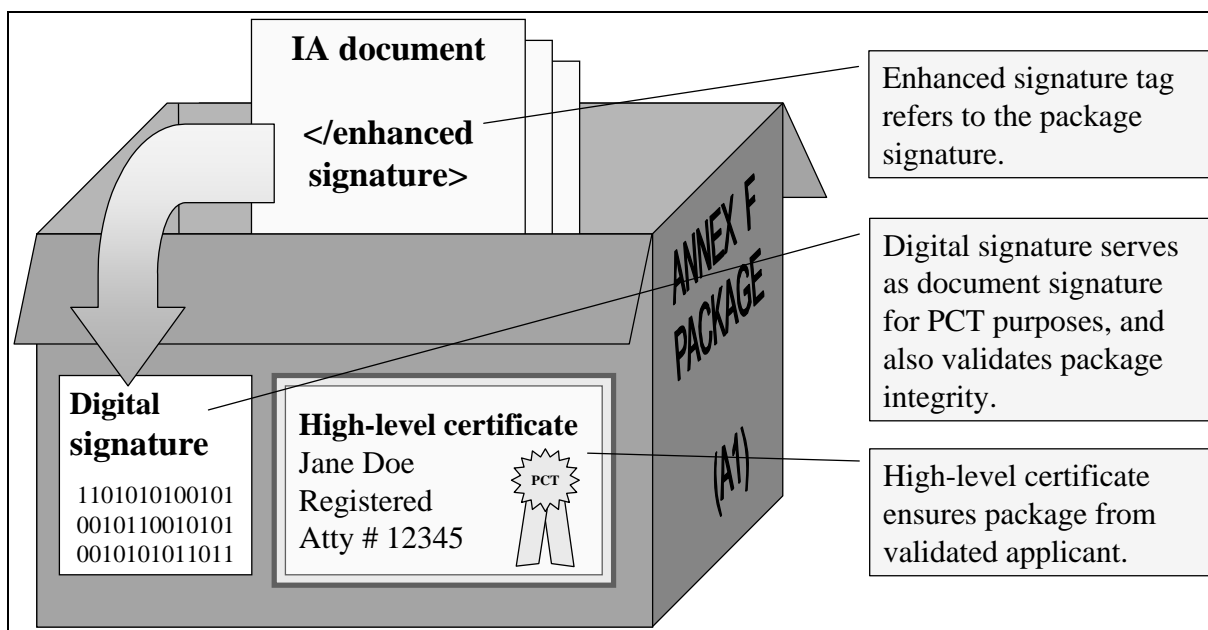 IA document
</enhanced
signature>
Enhanced signature tag
refers to the package
signature.
ANNEX F
PACKAGE
(A1)
Digital signature serves
as document signature
for PCT purposes, and
also validates package
integrity.
Digital
signature
1101010100101
0010110010101
0010101011011
High-level certificate
Jane Doe
Registered
Atty # 12345
PCT
High-level certificate
ensures package from
validated applicant.